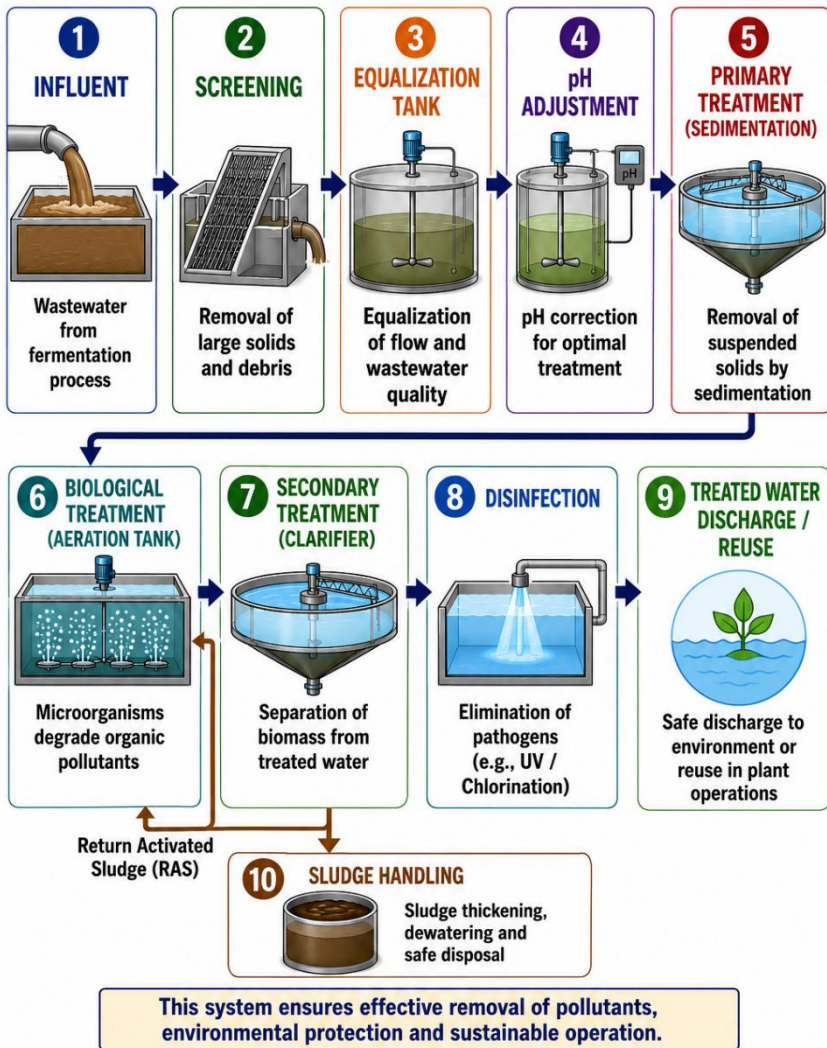 1
INFLUENT
Wastewater
from
fermentation
process
2
SCREENING
Removal of
large solids
and debris
3
EQUALIZATION
TANK
Equalization
of flow and
wastewater
quality
4
pH
ADJUSTMENT
pH
pH correction
for optimal
treatment
5
PRIMARY
TREATMENT
(SEDIMENTATION)
Removal of
suspended
solids by
sedimentation
6
BIOLOGICAL
TREATMENT
(AERATION TANK)
Microorganisms
degrade organic
pollutants
7
SECONDARY
TREATMENT
(CLARIFIER)
Separation of
biomass from
treated water
8
DISINFECTION
Elimination of
pathogens
(e.g., UV /
Chlorination)
9
TREATED WATER
DISCHARGE /
REUSE
Safe discharge to
environment or
reuse in plant
operations
Return Activated
Sludge (RAS)
10
SLUDGE HANDLING
Sludge thickening,
dewatering and
safe disposal
This system ensures effective removal of pollutants,
environmental protection and sustainable operation.